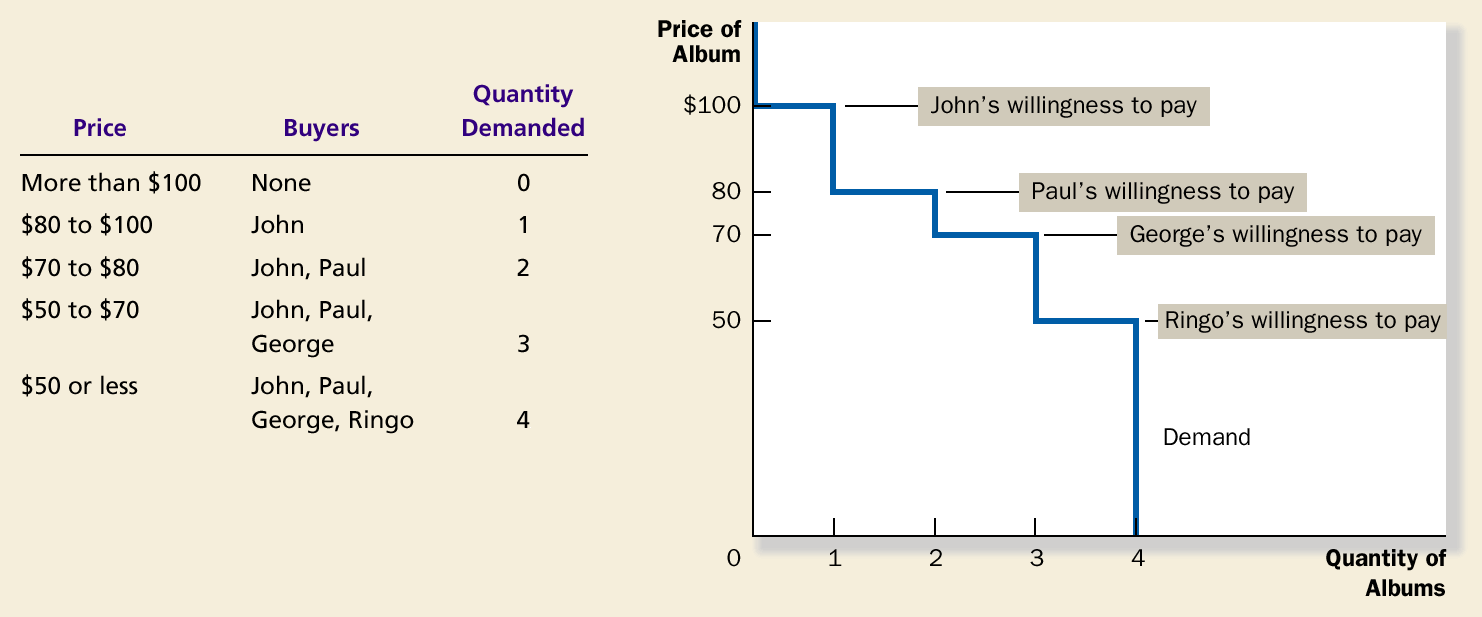 Quantity
Price Buyers Demanded
More than $100 None 0
$80 to $100 John 1
$70 to $80 John, Paul 2
$50 to $70 John, Paul,
George 3
$50 or less John, Paul,
George, Ringo 4
Price of
Album
$100 John’s willingness to pay
80 Paul’s willingness to pay
70 George’s willingness to pay
50 Ringo’s willingness to pay
Demand
0 1 2 3 4 Quantity of
Albums